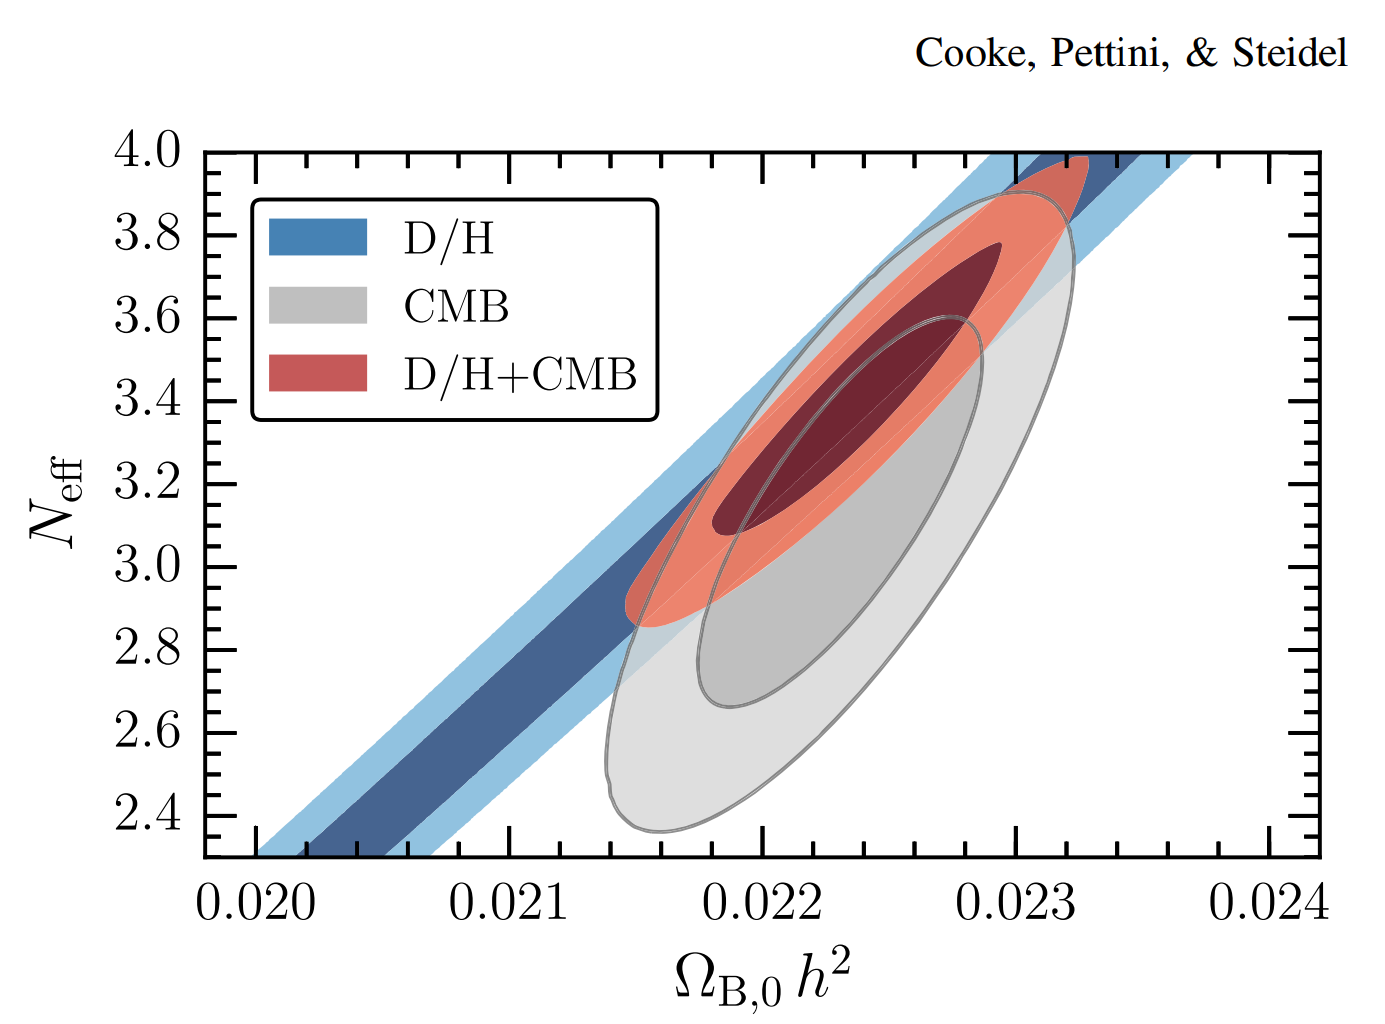 Cooke, Pettini, & Steidel
4.0
3.8
3.6
3.4
3.2
3.0
2.8
2.6
2.4
N_eff
D/H
CMB
D/H+CMB
0.020 0.021 0.022 0.023 0.024
Ω_B,0 h²